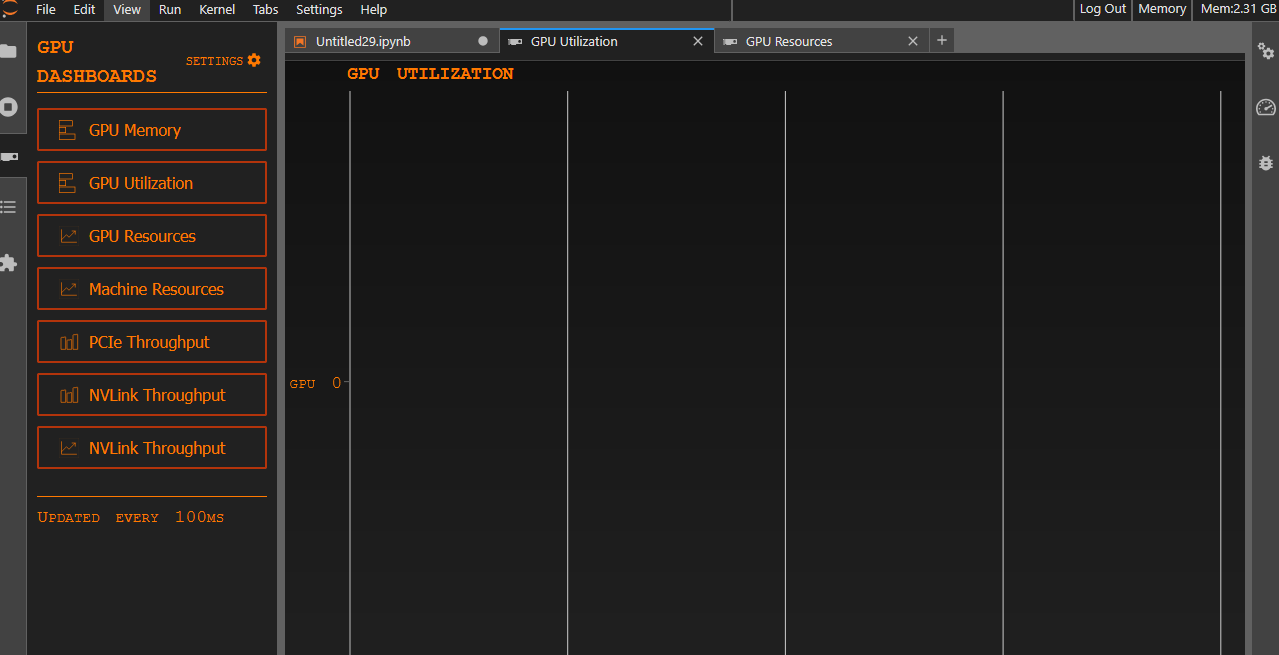 File Edit View Run Kernel Tabs Settings Help Log Out Memory Mem:2.31 GB
GPU
DASHBOARDS
SETTINGS
GPU Memory
GPU Utilization
GPU Resources
Machine Resources
PCIe Throughput
NVLink Throughput
NVLink Throughput
UPDATED EVERY 100MS
Untitled29.ipynb GPU Utilization GPU Resources
GPU UTILIZATION
GPU 0